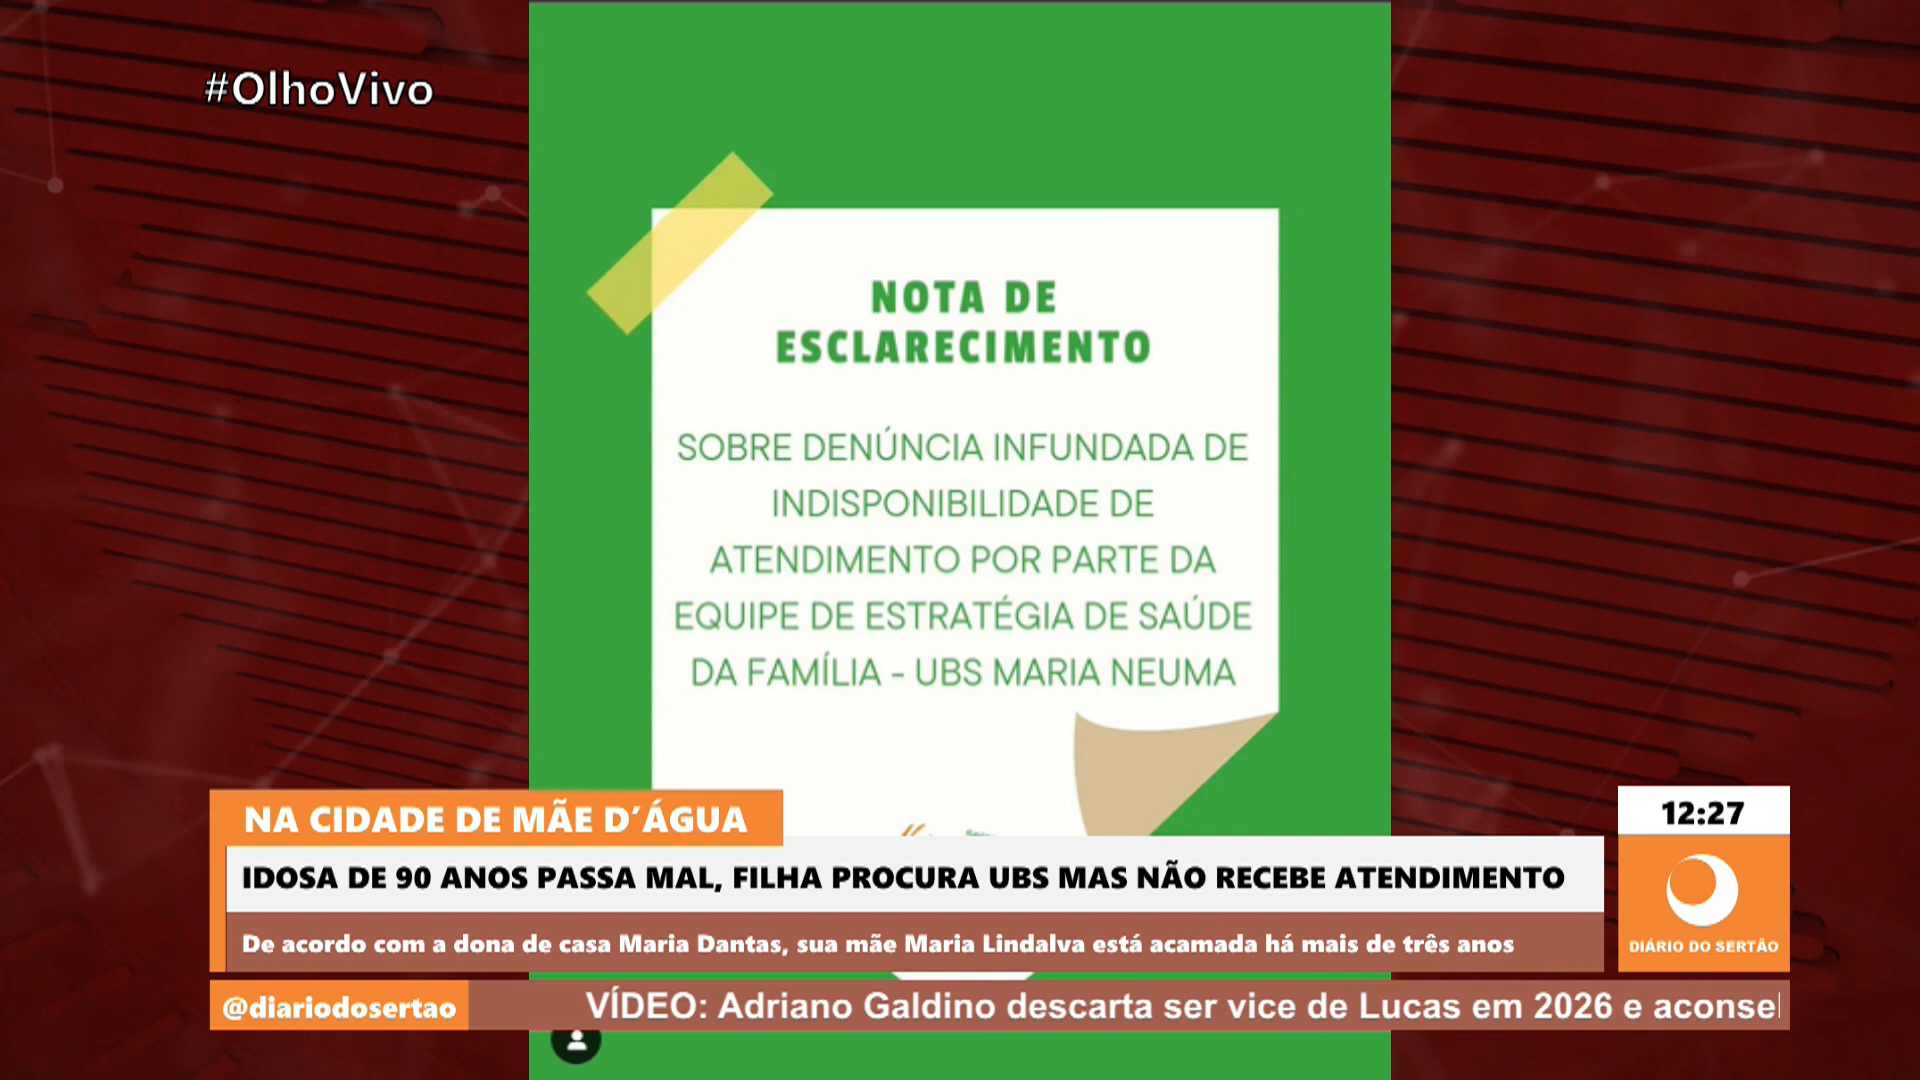 #OlhoVivo
NOTA DE
ESCLARECIMENTO
SOBRE DENÚNCIA INFUNDADA DE
INDISPONIBILIDADE DE
ATENDIMENTO POR PARTE DA
EQUIPE DE ESTRATÉGIA DE SAÚDE
DA FAMÍLIA - UBS MARIA NEUMA
NA CIDADE DE MÃE D'ÁGUA
IDOSA DE 90 ANOS PASSA MAL, FILHA PROCURA UBS MAS NÃO RECEBE ATENDIMENTO
De acordo com a dona de casa Maria Dantas, sua mãe Maria Lindalva está acamada há mais de três anos
12:27
DIÁRIO DO SERTÃO
@diariodosertao
VÍDEO: Adriano Galdino descarta ser vice de Lucas em 2026 e aconsel